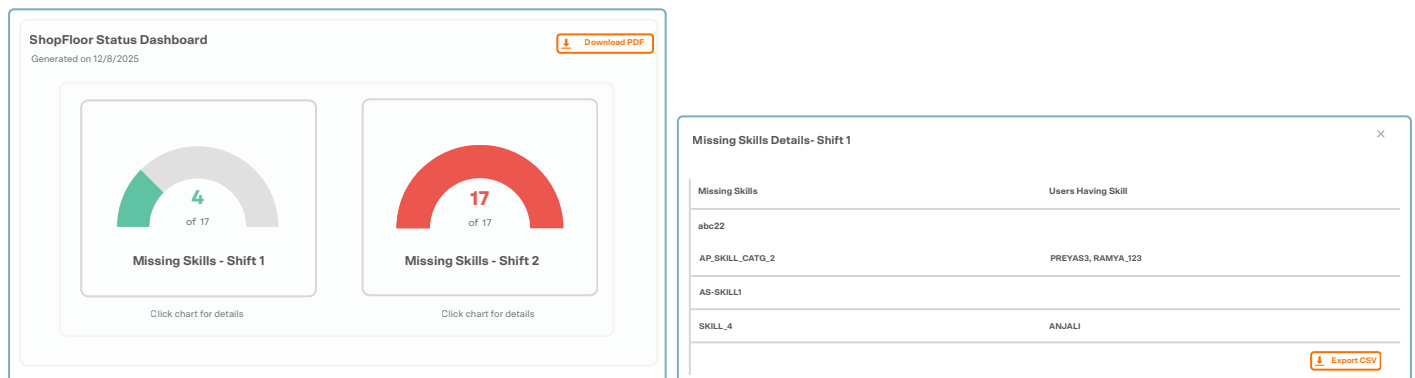 ShopFloor Status Dashboard
Download PDF
Generated on 12/8/2025
4
of 17
Missing Skills - Shift 1
Click chart for details
17
of 17
Missing Skills - Shift 2
Click chart for details
Missing Skills Details- Shift 1
Missing Skills Users Having Skill
abc22
AP_SKILL_CATG_2 PREYAS3, RAMYA_123
AS-SKILL1
SKILL_4 ANJALI
Export CSV